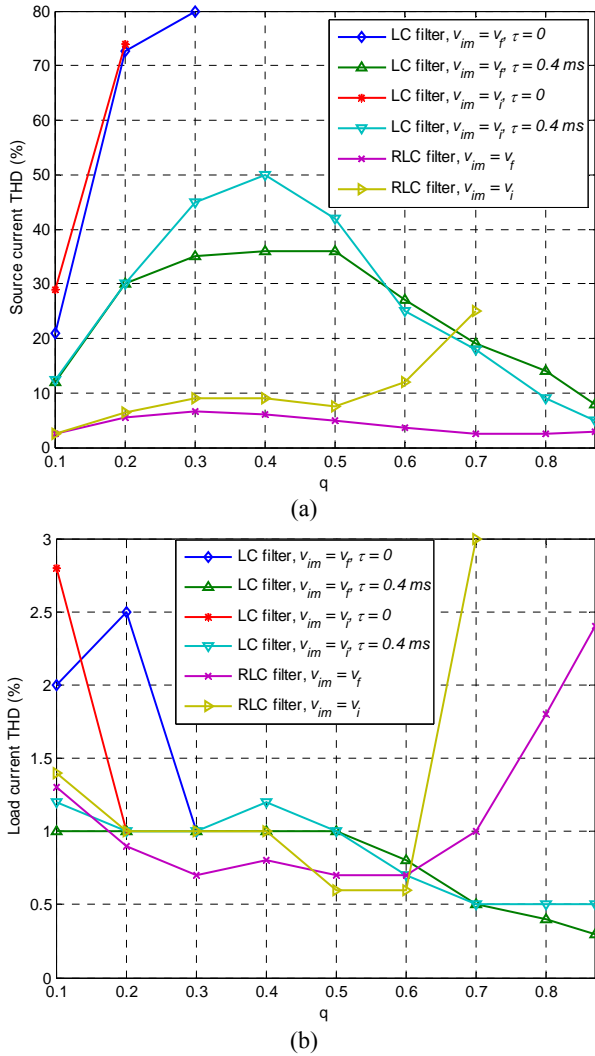 80
70
60
50
40
30
20
10
0
Source current THD (%)
LC filter, v_im = v_f, τ = 0
LC filter, v_im = v_f, τ = 0.4 ms
LC filter, v_im = v_i, τ = 0
LC filter, v_im = v_i, τ = 0.4 ms
RLC filter, v_im = v_f
RLC filter, v_im = v_i
0.1 0.2 0.3 0.4 0.5 0.6 0.7 0.8
q
(a)
3
2.5
2
1.5
1
0.5
0
Load current THD (%)
LC filter, v_im = v_f, τ = 0
LC filter, v_im = v_f, τ = 0.4 ms
LC filter, v_im = v_i, τ = 0
LC filter, v_im = v_i, τ = 0.4 ms
RLC filter, v_im = v_f
RLC filter, v_im = v_i
0.1 0.2 0.3 0.4 0.5 0.6 0.7 0.8
q
(b)